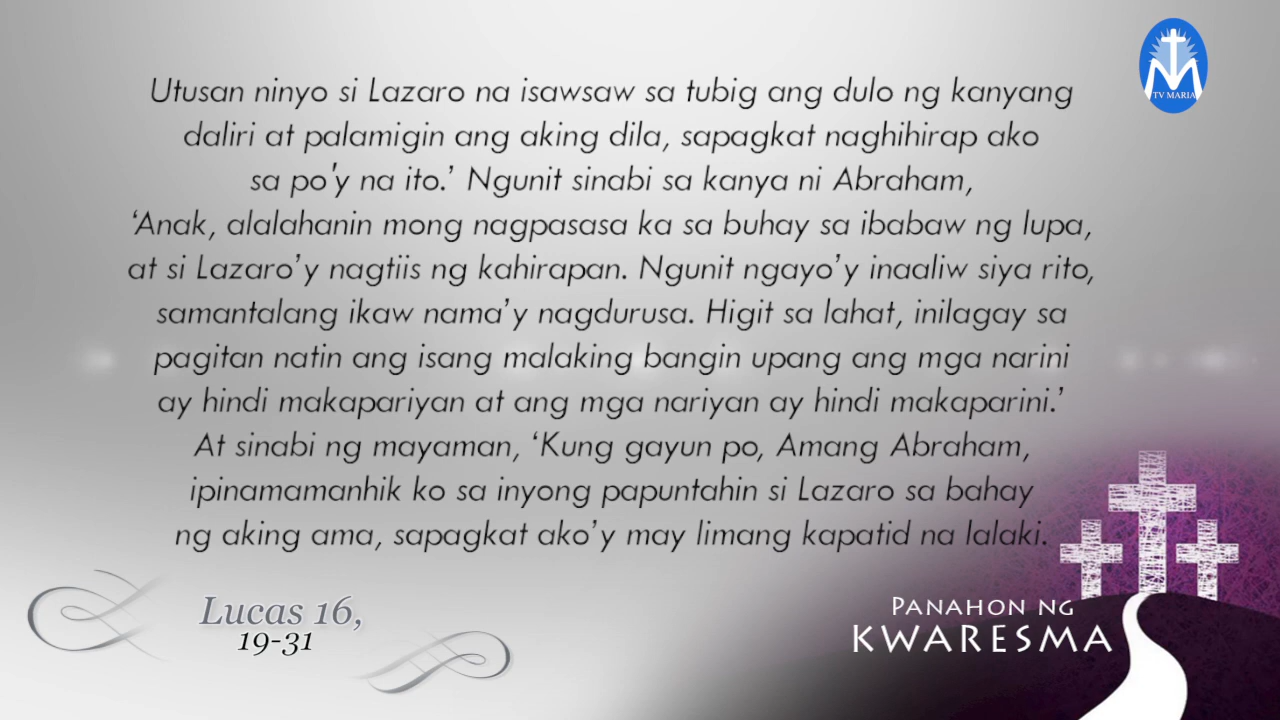 TV MARIA
Utusan ninyo si Lazaro na isawsaw sa tubig ang dulo ng kanyang
daliri at palamigin ang aking dila, sapagkat naghihirap ako
sa po'y na ito.’ Ngunit sinabi sa kanya ni Abraham,
‘Anak, alalahanin mong nagpasasa ka sa buhay sa ibabaw ng lupa,
at si Lazaro’y nagtiis ng kahirapan. Ngunit ngayo’y inaaliw siya rito,
samantalang ikaw nama’y nagdurusa. Higit sa lahat, inilagay sa
pagitan natin ang isang malaking bangin upang ang mga narini
ay hindi makapariyan at ang mga nariyan ay hindi makaparini.’
At sinabi ng mayaman, ‘Kung gayun po, Amang Abraham,
ipinamamanhik ko sa inyong papuntahin si Lazaro sa bahay
ng aking ama, sapagkat ako’y may limang kapatid na lalaki.
Lucas 16,
19-31
PANAHON NG
KWARESMA